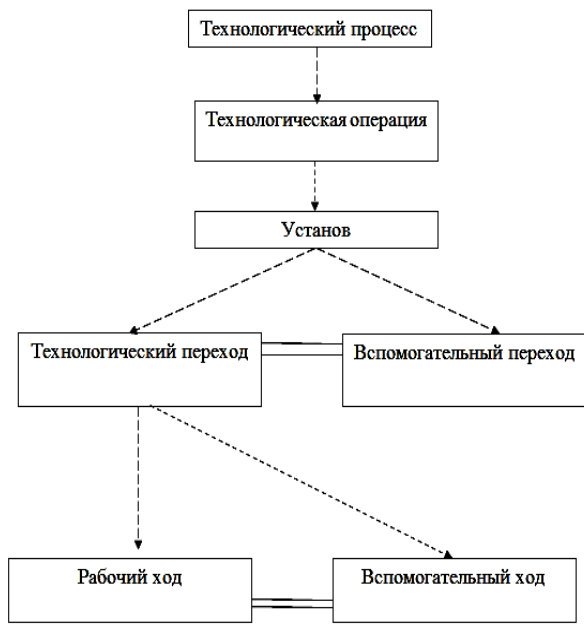 Технологический процесс
Технологическая операция
Установ
Технологический переход
Вспомогательный переход
Рабочий ход
Вспомогательный ход